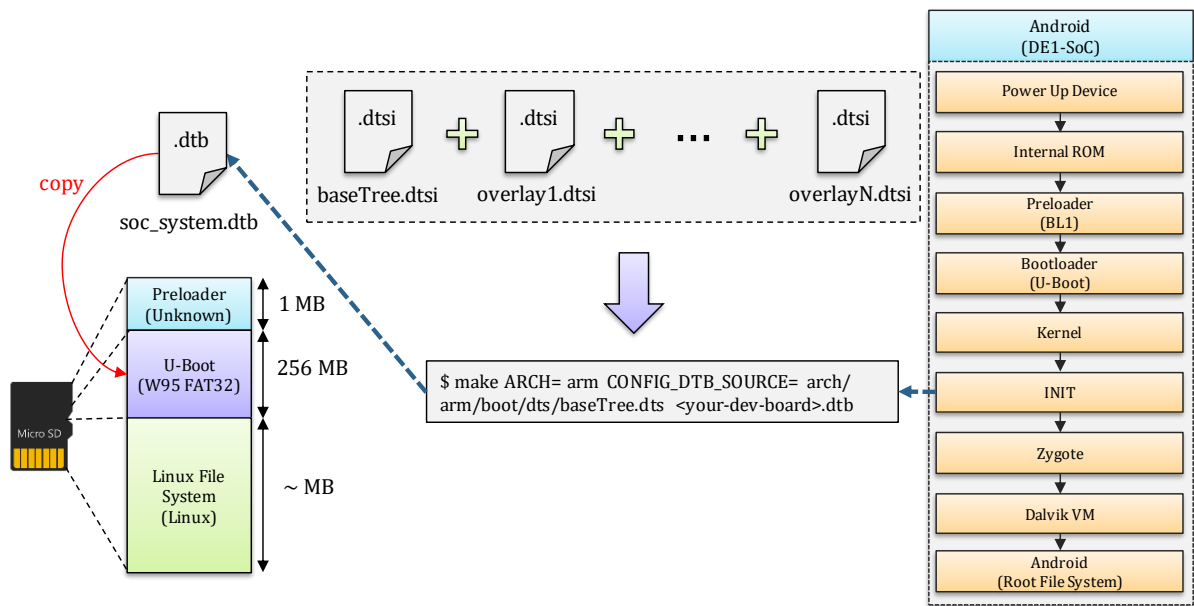 Android
(DE1-SoC)
Power Up Device
Internal ROM
Preloader
(BL1)
Bootloader
(U-Boot)
Kernel
INIT
Zygote
Dalvik VM
Android
(Root File System)
.dtsi
.dtsi
...
.dtsi
baseTree.dtsi
overlay1.dtsi
overlayN.dtsi
.dtb
soc_system.dtb
copy
Preloader
(Unknown)
1 MB
U-Boot
(W95 FAT32)
256 MB
Linux File
System
(Linux)
~ MB
Micro SD
$ make ARCH= arm CONFIG_DTB_SOURCE= arch/
arm/boot/dts/baseTree.dts <your-dev-board>.dtb